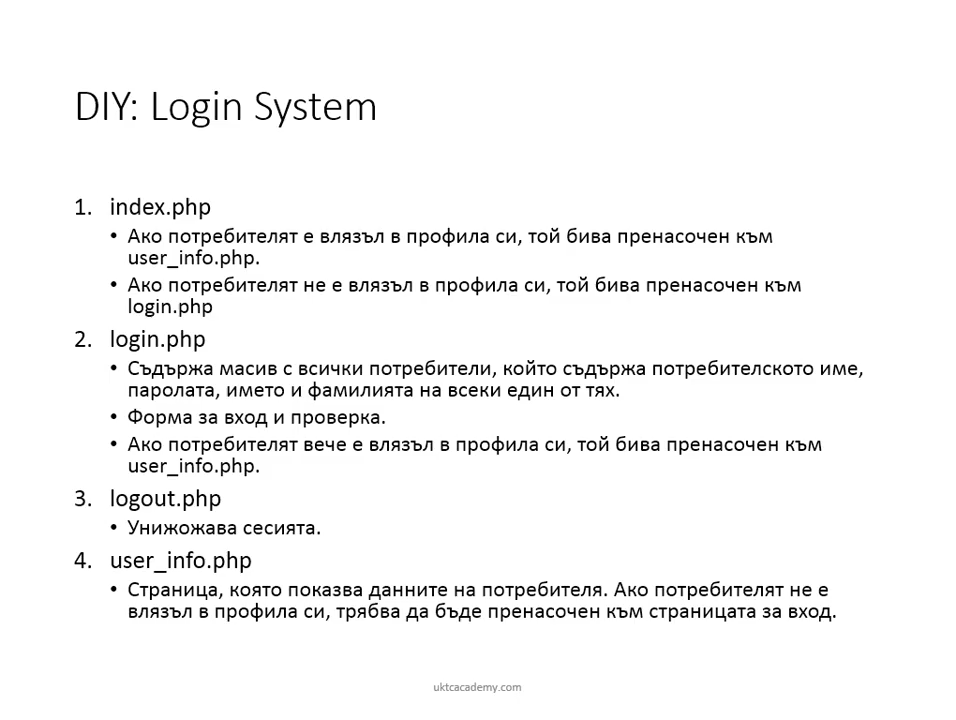 DIY: Login System
1. index.php
• Ако потребителят е влязъл в профила си, той бива пренасочен към
user_info.php.
• Ако потребителят не е влязъл в профила си, той бива пренасочен към
login.php
2. login.php
• Съдържа масив с всички потребители, който съдържа потребителското име,
паролата, името и фамилията на всеки един от тях.
• Форма за вход и проверка.
• Ако потребителят вече е влязъл в профила си, той бива пренасочен към
user_info.php.
3. logout.php
• Унижожава сесията.
4. user_info.php
• Страница, която показва данните на потребителя. Ако потребителят не е
влязъл в профила си, трябва да бъде пренасочен към страницата за вход.
uktcacademy.com